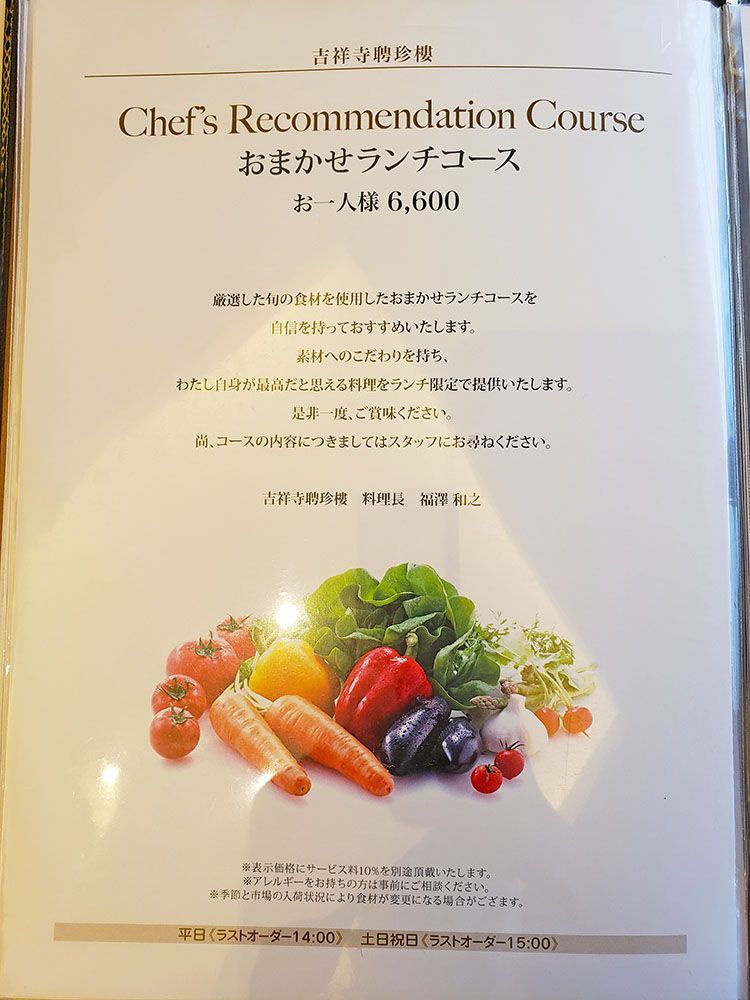 吉祥寺聘珍樓
Chef's Recommendation Course
おまかせランチコース
お一人様 6,600
厳選した旬の食材を使用したおまかせランチコースを
自信を持っておすすめいたします。
素材へのこだわりを持ち、
わたし自身が最高だと思える料理をランチ限定で提供いたします。
是非一度、ご賞味ください。
尚、コースの内容につきましてはスタッフにお尋ねください。
吉祥寺聘珍樓　料理長　福澤 和之
※表示価格にサービス料10%を別途頂戴いたします。
※アレルギーをお持ちの方は事前にご相談ください。
※季節と市場の入荷状況により食材が変更になる場合がござます。
平日《ラストオーダー14:00》　土日祝日《ラストオーダー15:00》